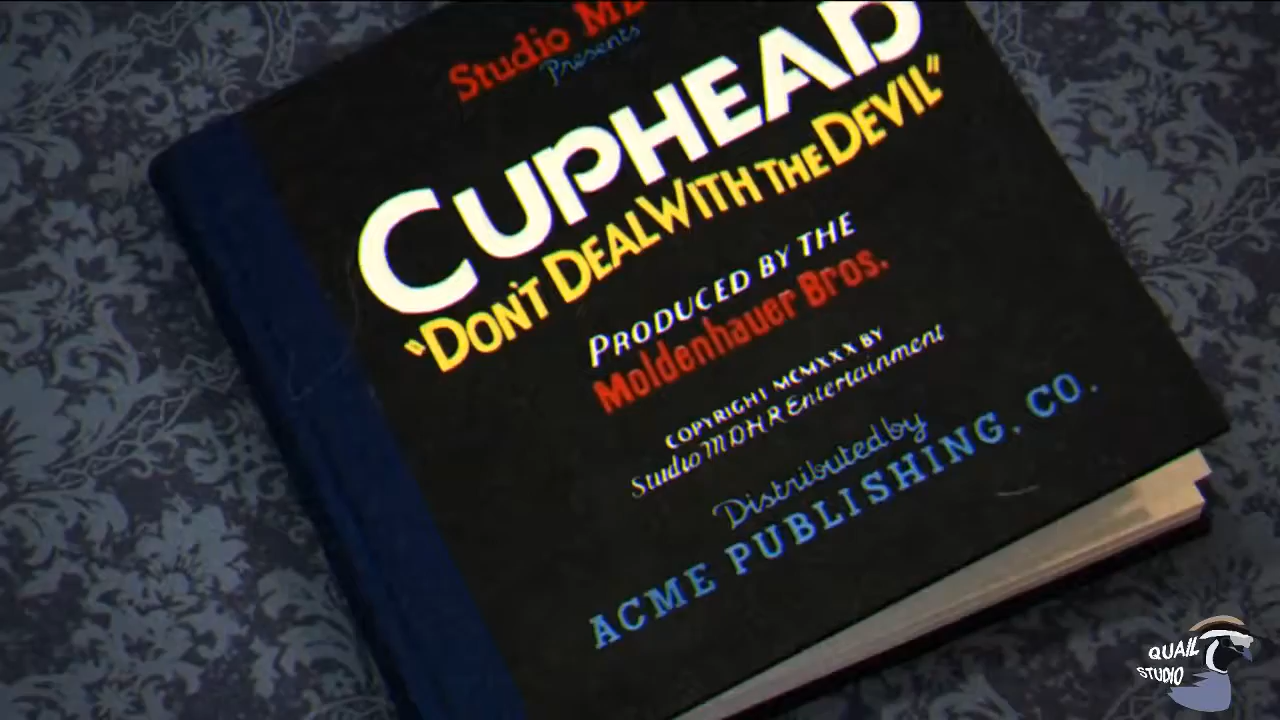 Studio MD
Presents
CUPHEAD
"DON'T DEAL WITH THE DEVIL"
PRODUCED BY THE
Moldenhauer Bros.
COPYRIGHT MCMXXX BY
Studio MDHR Entertainment
Distributed by
ACME PUBLISHING, CO.
QUAIL
STUDIO